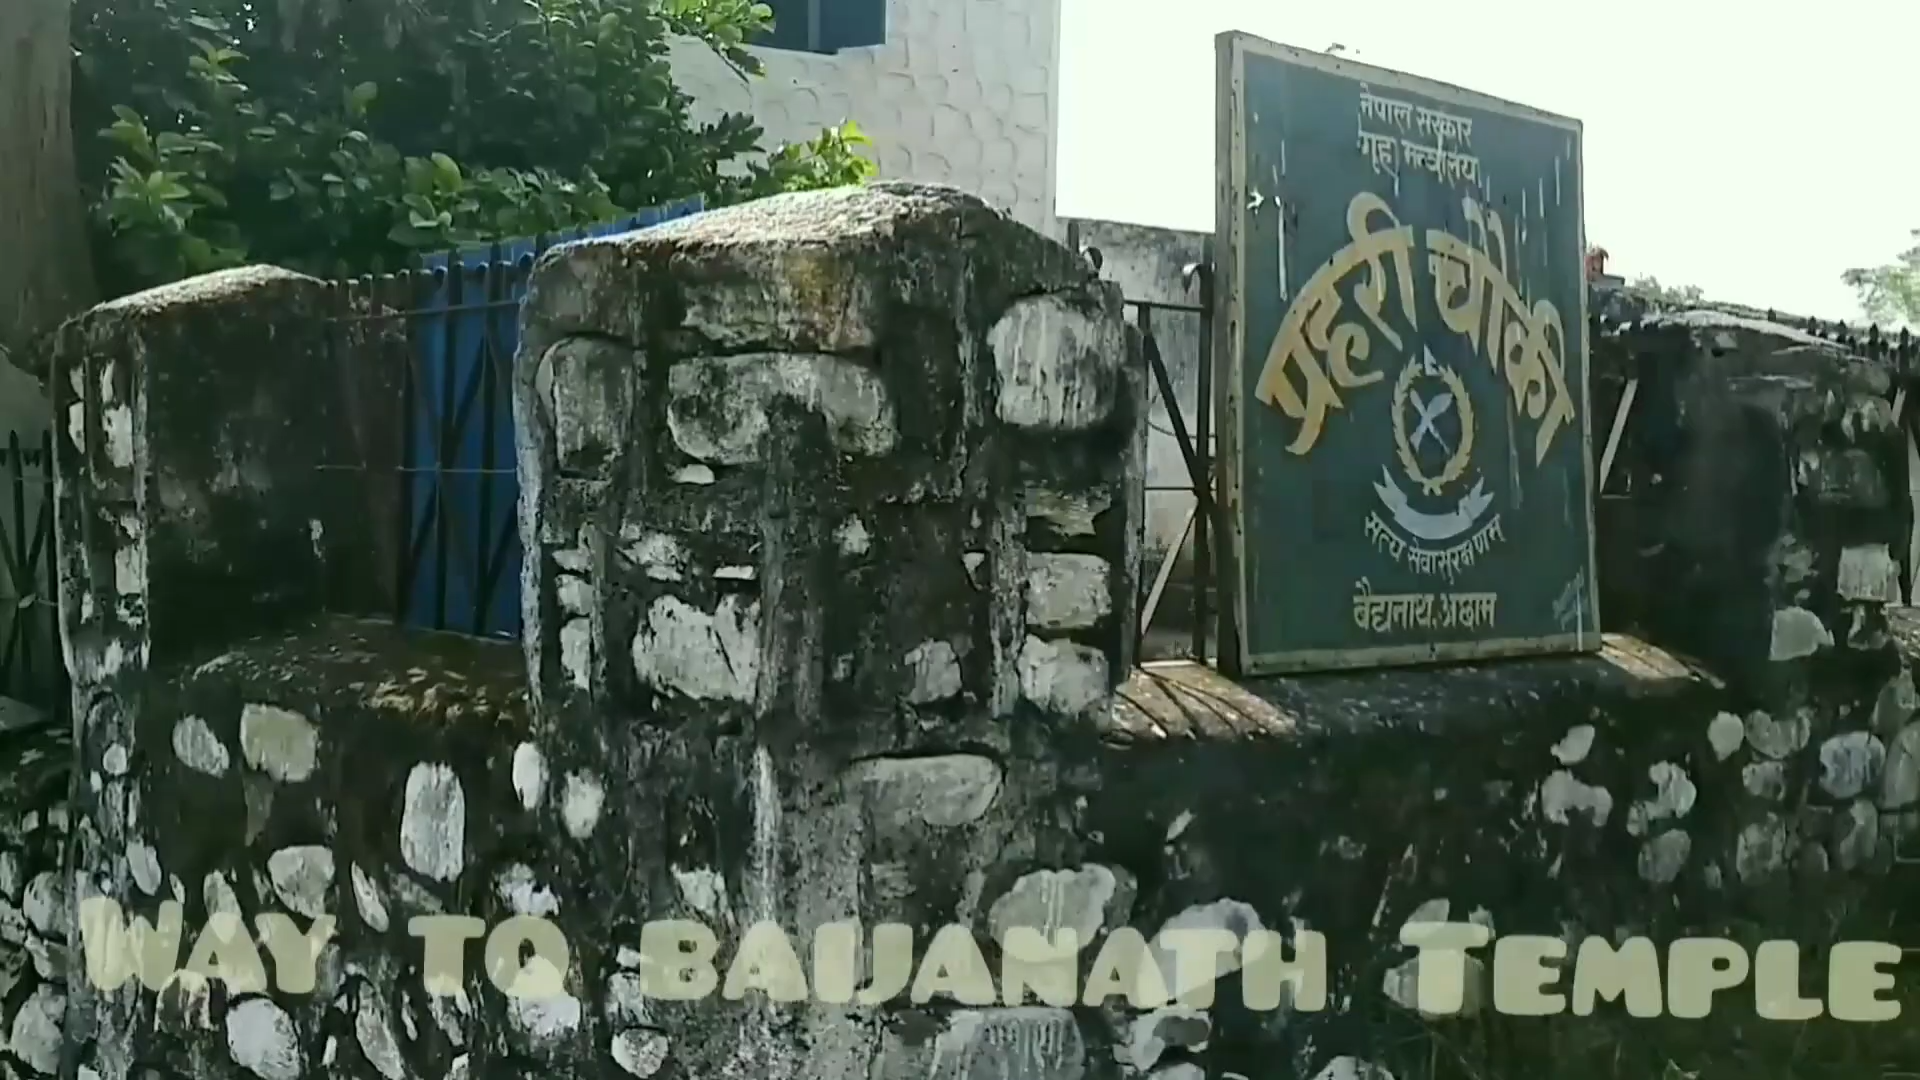 नेपाल सरकार
गृह मन्त्रालय
प्रहरी चौकी
सत्य सेवा सुरक्षणम्
बैद्यनाथ, अछाम
WAY TO BAIJANATH TEMPLE